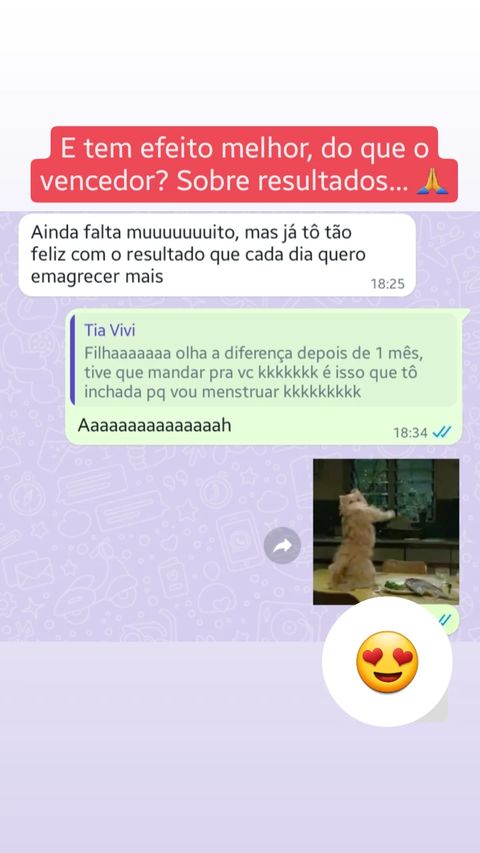 E tem efeito melhor, do que o
vencedor? Sobre resultados... 🙏
Ainda falta muuuuuuuito, mas já tô tão
feliz com o resultado que cada dia quero
emagrecer mais
18:25
Tia Vivi
Filhaaaaaaa olha a diferença depois de 1 mês,
tive que mandar pra vc kkkkkkk é isso que tô
inchada pq vou menstruar kkkkkkkkk
Aaaaaaaaaaaaaaah
18:34